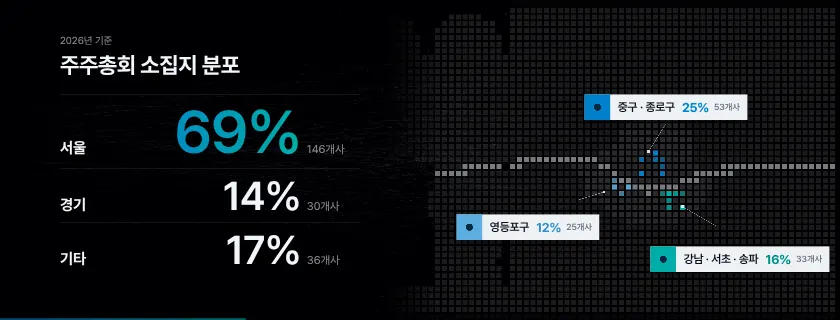 2026년 기준
주주총회 소집지 분포
서울 69% 146개사
경기 14% 30개사
기타 17% 36개사
중구 · 종로구 25% 53개사
영등포구 12% 25개사
강남 · 서초 · 송파 16% 33개사